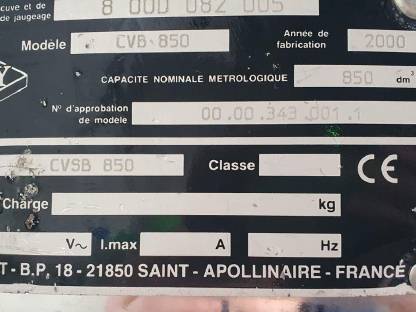 cuve et de
de jaugeage 8 000 082 005
Modèle CVB 850 Année de fabrication 2000
CAPACITE NOMINALE METROLOGIQUE 850 dm³
N° d'approbation de modèle 00.00.343.001.1
CVSB 850 Classe CE
Charge kg
V~ I.max A Hz
T - B.P. 18 - 21850 SAINT - APOLLINAIRE - FRANCE